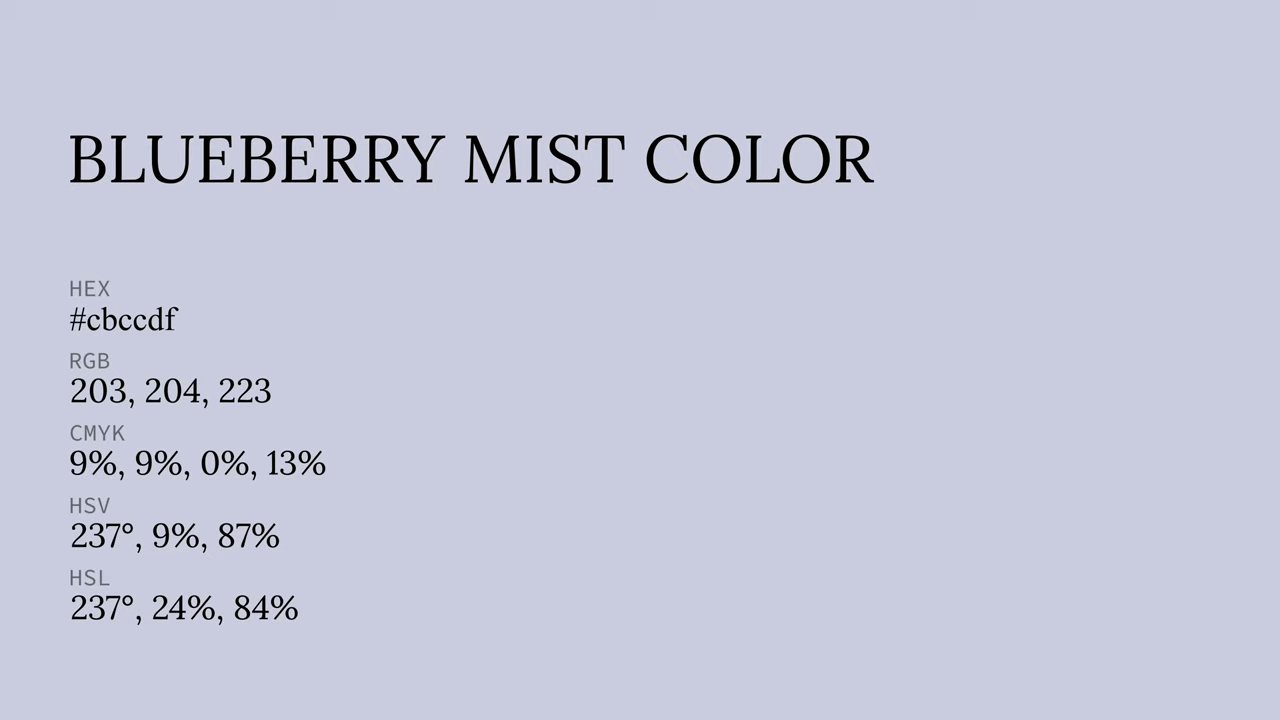 BLUEBERRY MIST COLOR
HEX
#cbccdf
RGB
203, 204, 223
CMYK
9%, 9%, 0%, 13%
HSV
237°, 9%, 87%
HSL
237°, 24%, 84%